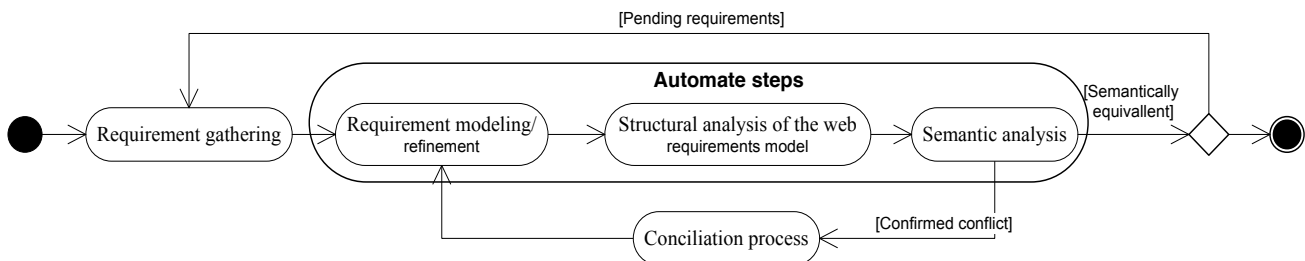 [Pending requirements]
Automate steps
[Semantically
equivallent]
Requirement gathering
Requirement modeling/
refinement
Structural analysis of the web
requirements model
Semantic analysis
[Confirmed conflict]
Conciliation process